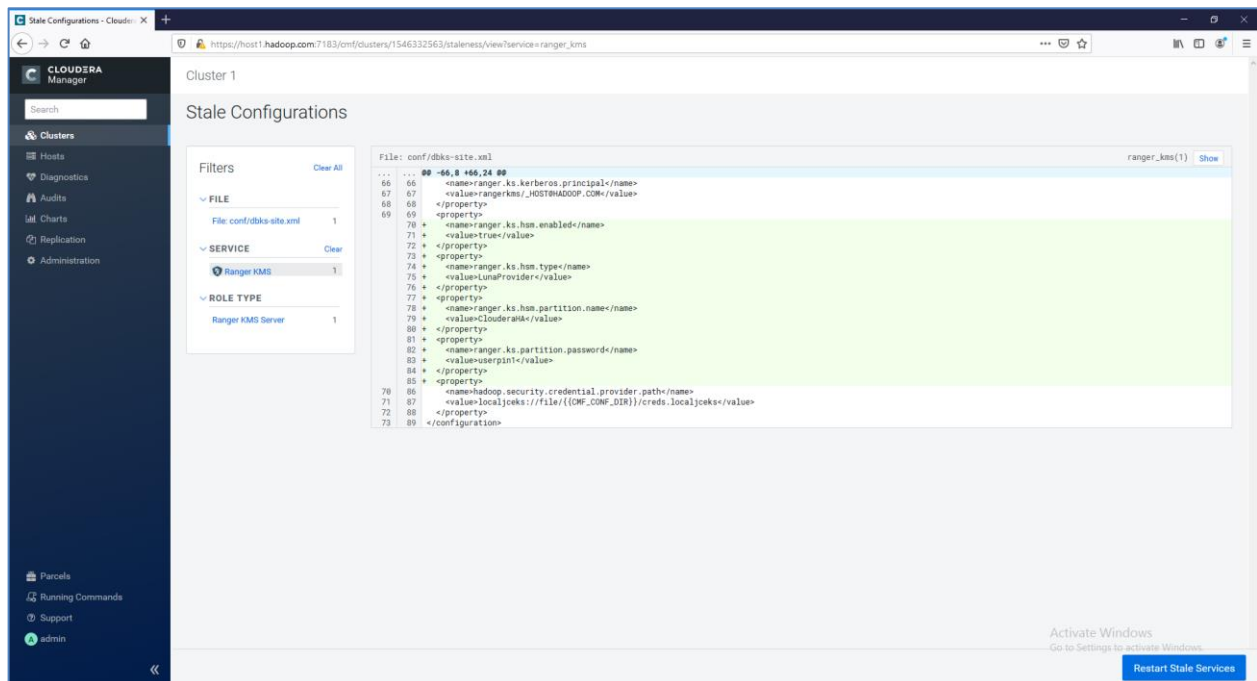 Stale Configurations - Clouder
https://host1.hadoop.com:7183/cmf/clusters/1546332563/staleness/view?service=ranger_kms
CLOUDERA
Manager
Search
Clusters
Hosts
Diagnostics
Audits
Charts
Replication
Administration
Parcels
Running Commands
Support
A admin
Cluster 1
Stale Configurations
Filters Clear All
FILE
File: conf/dbks-site.xml 1
SERVICE Clear
Ranger KMS 1
ROLE TYPE
Ranger KMS Server 1
File: conf/dbks-site.xml ranger_kms(1) Show
... ... @@ -66,8 +66,24 @@
66 66 <name>ranger.ks.kerberos.principal</name>
67 67 <value>rangerkms/_HOST@HADOOP.COM</value>
68 68 </property>
69 69 <property>
70 + <name>ranger.ks.hsm.enabled</name>
71 + <value>true</value>
72 + </property>
73 + <property>
74 + <name>ranger.ks.hsm.type</name>
75 + <value>LunaProvider</value>
76 + </property>
77 + <property>
78 + <name>ranger.ks.hsm.partition.name</name>
79 + <value>ClouderaHA</value>
80 + </property>
81 + <property>
82 + <name>ranger.ks.partition.password</name>
83 + <value>userpin1</value>
84 + </property>
85 + <property>
70 86 <name>hadoop.security.credential.provider.path</name>
71 87 <value>localjceks://file/{{CMF_CONF_DIR}}/creds.localjceks</value>
72 88 </property>
73 89 </configuration>
Activate Windows
Go to Settings to activate Windows.
Restart Stale Services